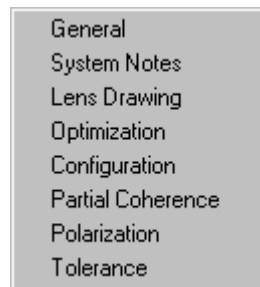 General
System Notes
Lens Drawing
Optimization
Configuration
Partial Coherence
Polarization
Tolerance